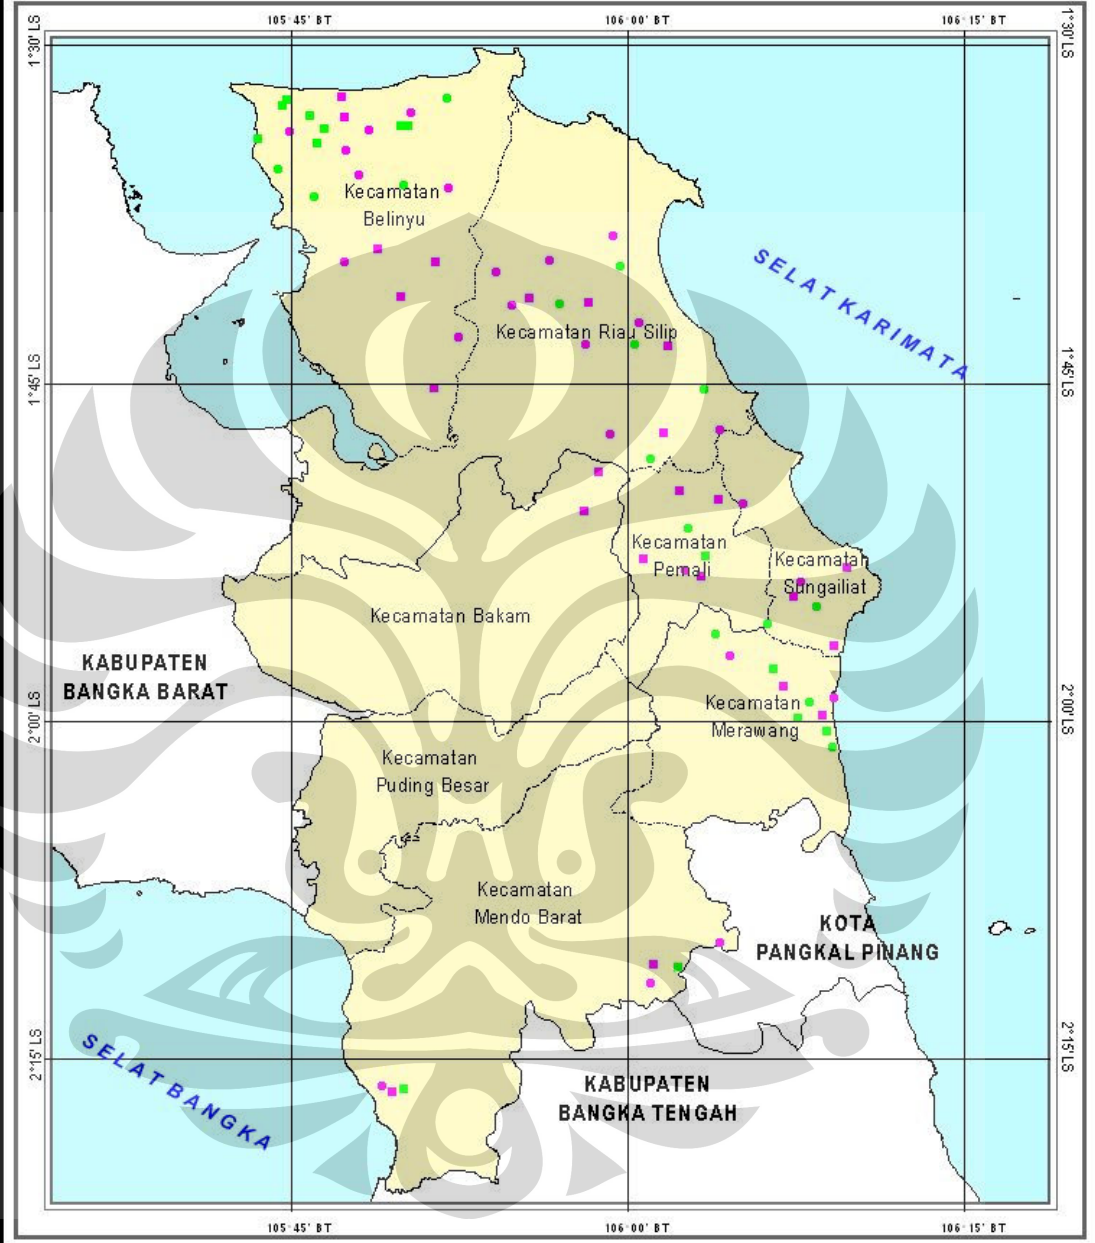 105°45' BT
106°00' BT
106°15' BT
1°30' LS
1°30' LS
Kecamatan
Belinyu
SELAT KARIMATA
Kecamatan Riau Silip
1°45' LS
1°45' LS
Kecamatan
Pemali
Kecamatan
Sungailiat
Kecamatan Bakam
KABUPATEN
BANGKA BARAT
Kecamatan
Merawang
2°00' LS
2°00' LS
Kecamatan
Puding Besar
Kecamatan
Mendo Barat
KOTA
PANGKAL PINANG
SELAT BANGKA
2°15' LS
2°15' LS
KABUPATEN
BANGKA TENGAH
105°45' BT
106°00' BT
106°15' BT